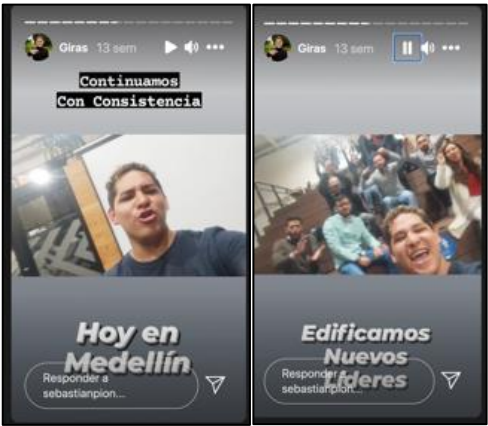 Giras 13 sem
Continuamos
Con Consistencia
Hoy en
Medellín
Responder a
sebastianpion...
Giras 13 sem
Edificamos
Nuevos
Líderes
Responder a
sebastianpion...